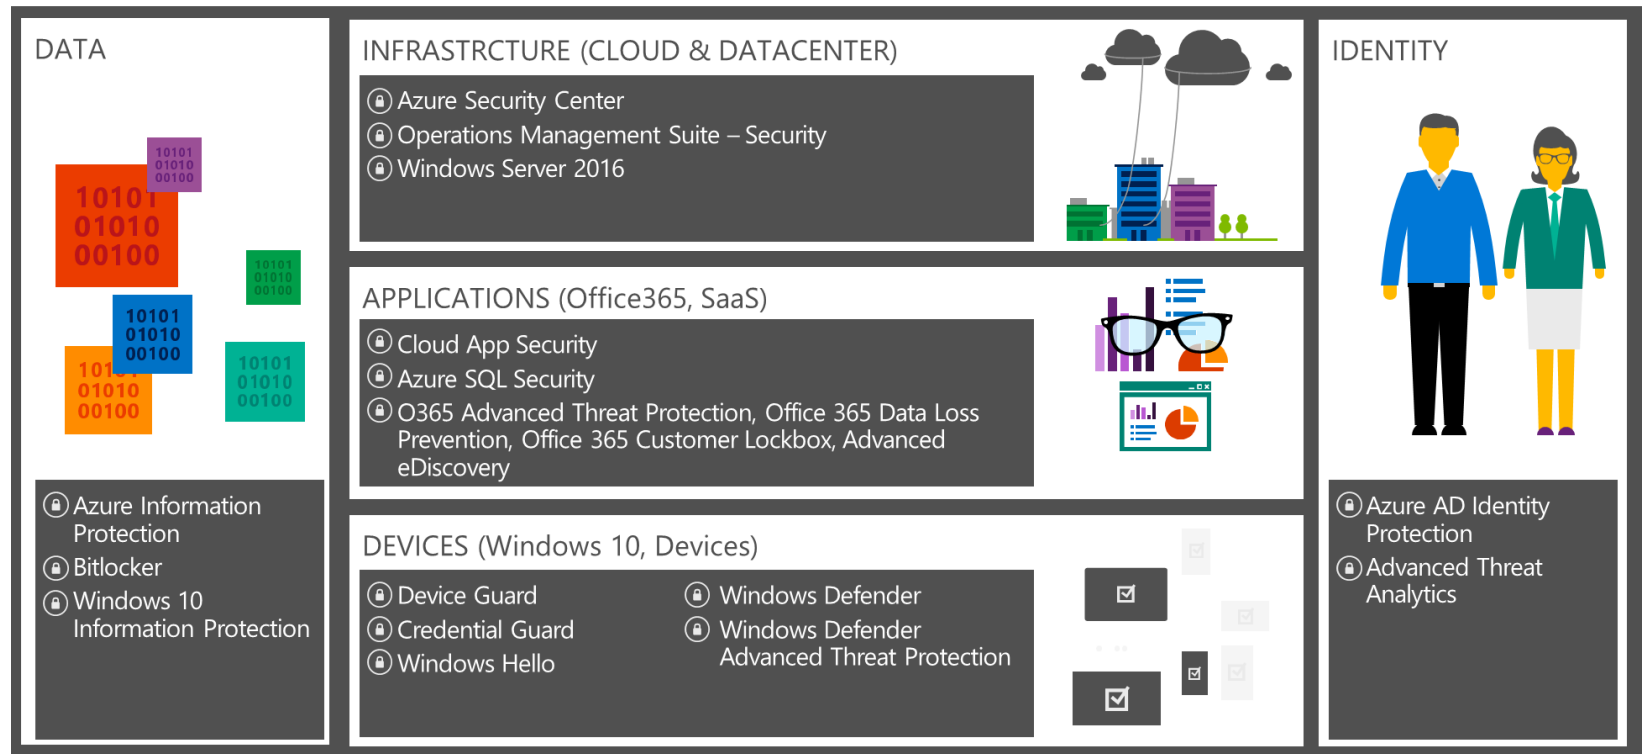 DATA
10101
01010
00100
10101
01010
00100
10101
01010
00100
10101
01010
00100
10101
01010
00100
10101
01010
00100
Azure Information
Protection
Bitlocker
Windows 10
Information Protection
INFRASTRCTURE (CLOUD & DATACENTER)
Azure Security Center
Operations Management Suite – Security
Windows Server 2016
APPLICATIONS (Office365, SaaS)
Cloud App Security
Azure SQL Security
O365 Advanced Threat Protection, Office 365 Data Loss
Prevention, Office 365 Customer Lockbox, Advanced
eDiscovery
DEVICES (Windows 10, Devices)
Device Guard
Credential Guard
Windows Hello
Windows Defender
Windows Defender
Advanced Threat Protection
IDENTITY
Azure AD Identity
Protection
Advanced Threat
Analytics